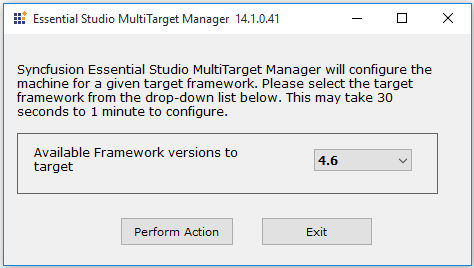 Essential Studio MultiTarget Manager 14.1.0.41
Syncfusion Essential Studio MultiTarget Manager will configure the
machine for a given target framework. Please select the target
framework from the drop-down list below. This may take 30
seconds to 1 minute to configure.
Available Framework versions to
target
4.6
Perform Action
Exit